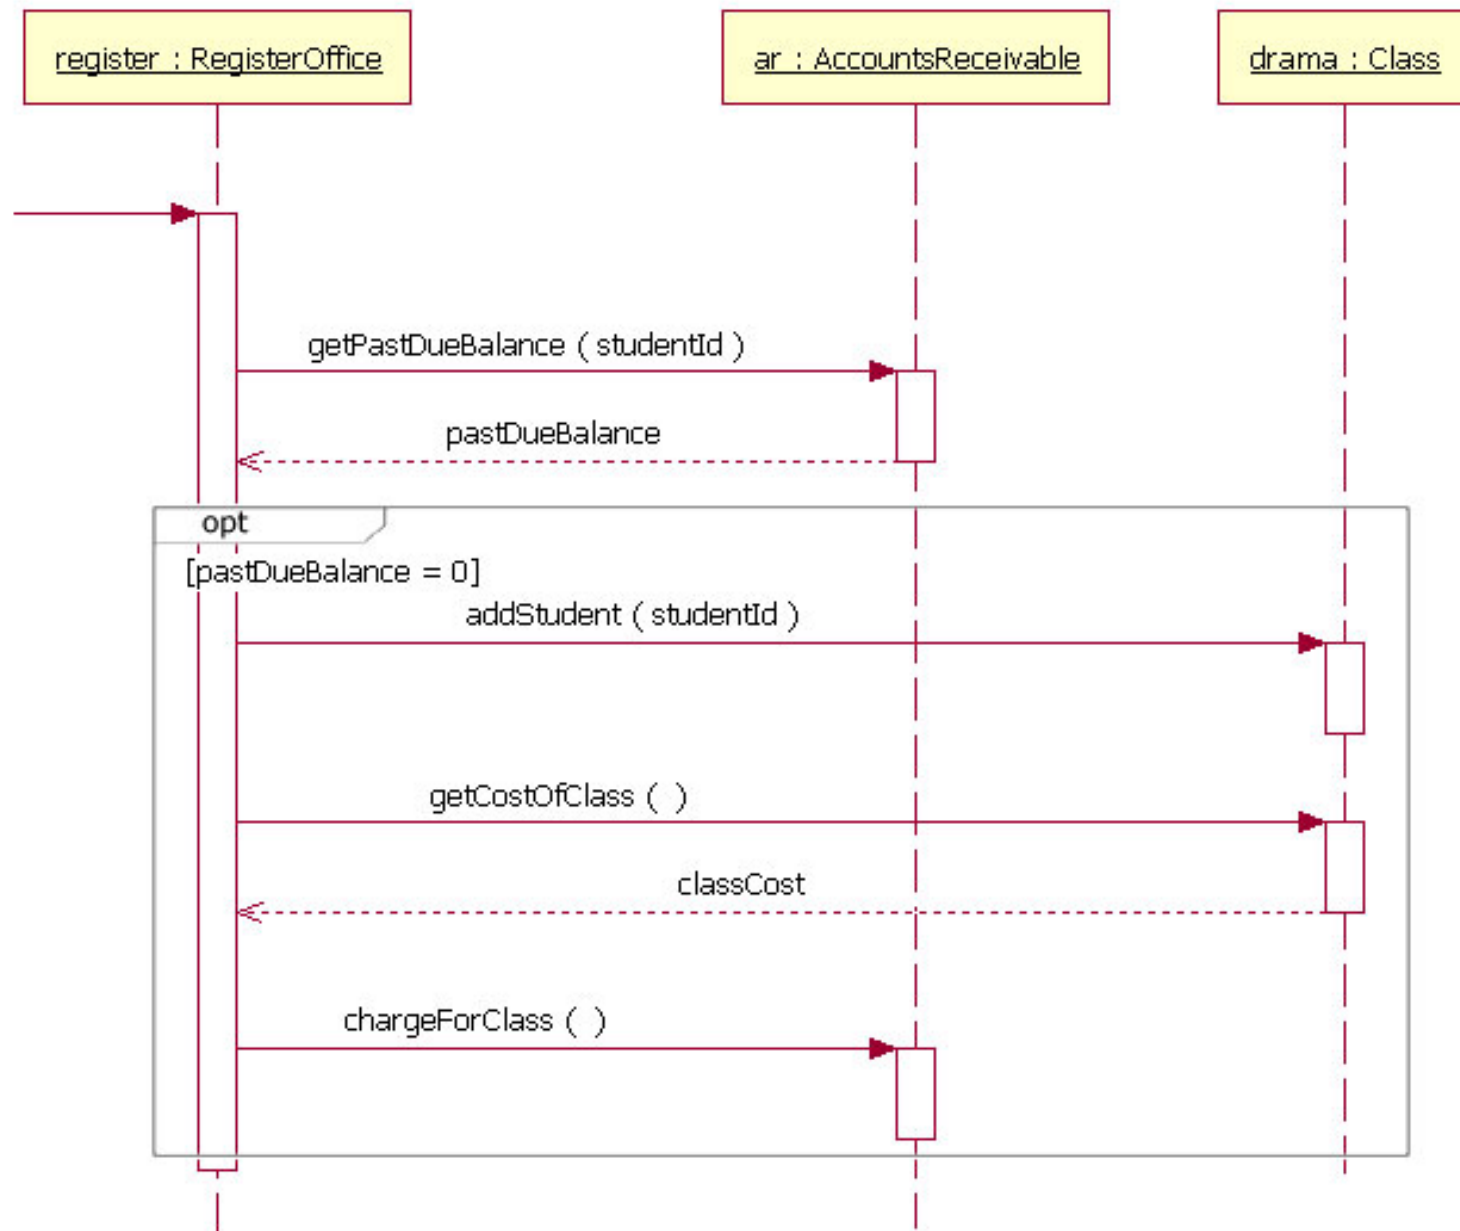 register : RegisterOffice
ar : AccountsReceivable
drama : Class
getPastDueBalance ( studentId )
pastDueBalance
opt
[pastDueBalance = 0]
addStudent ( studentId )
getCostOfClass ( )
classCost
chargeForClass ( )